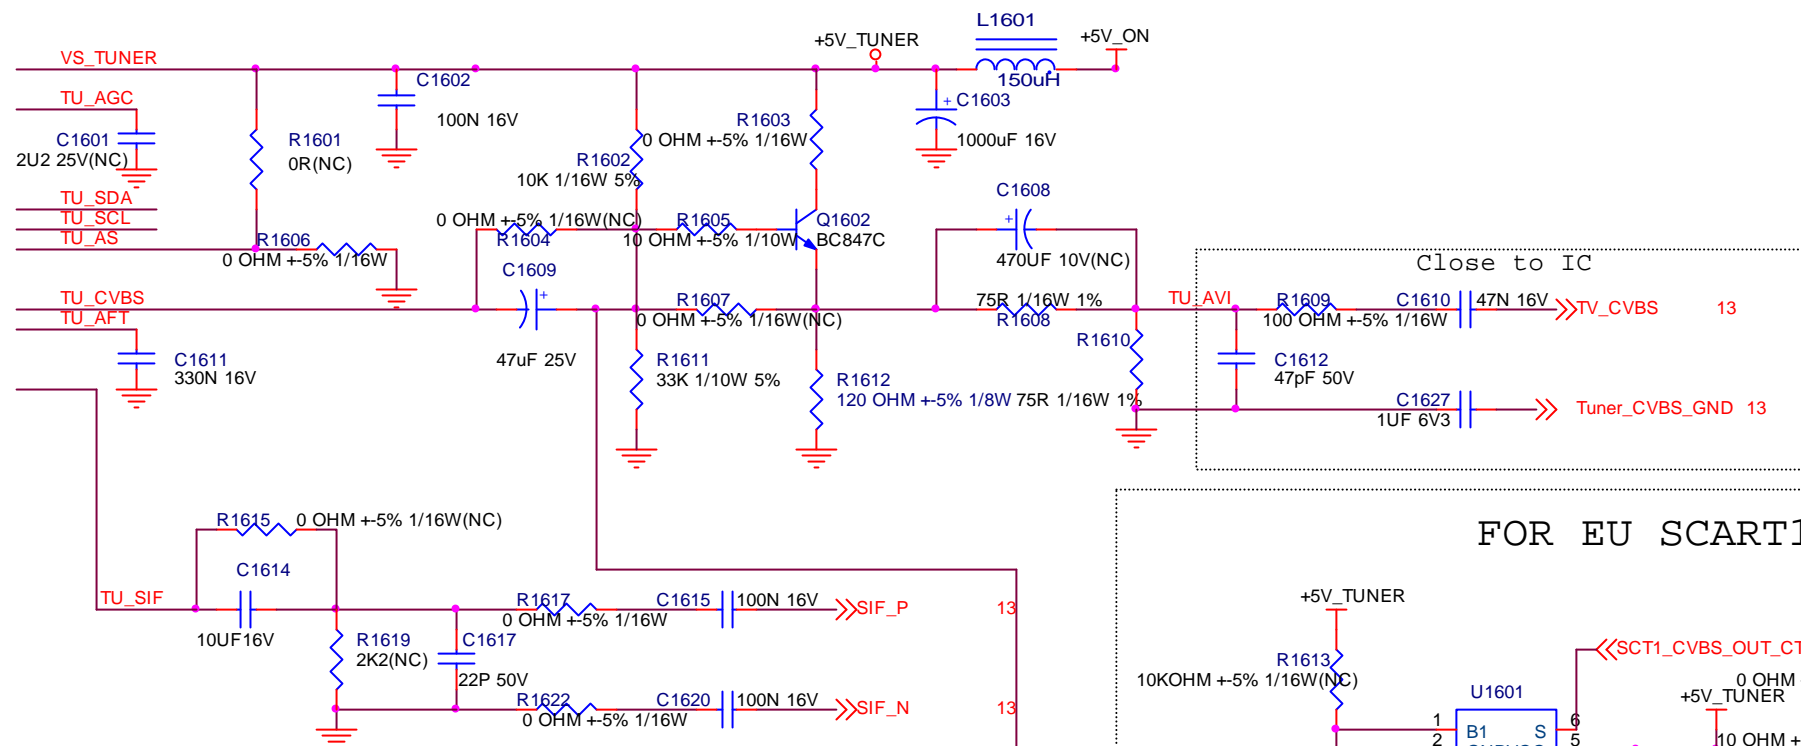 L1601
+5V_TUNER
+5V_ON
VS_TUNER
C1602
150uH
TU_AGC
+ C1603
100N 16V
R1603
C1601
R1601
0 OHM +-5% 1/16W
1000uF 16V
2U2 25V(NC)
0R(NC)
R1602
10K 1/16W 5%
C1608
TU_SDA
TU_SCL
0 OHM +-5% 1/16W(NC)
R1605
Q1602
+
TU_AS
R1606
R1604
10 OHM +-5% 1/10W
BC847C
0 OHM +-5% 1/16W
470UF 10V(NC)
Close to IC
C1609
TU_CVBS
+
R1607
75R 1/16W 1%
TU_AVI
R1609
C1610
47N 16V
TV_CVBS
13
TU_AFT
0 OHM +-5% 1/16W(NC)
R1608
100 OHM +-5% 1/16W
R1610
C1611
47uF 25V
R1611
C1612
330N 16V
33K 1/10W 5%
R1612
47pF 50V
120 OHM +-5% 1/8W
75R 1/16W 1%
C1627
Tuner_CVBS_GND
13
1UF 6V3
R1615
0 OHM +-5% 1/16W(NC)
FOR EU SCART1
C1614
TU_SIF
R1617
C1615
100N 16V
SIF_P
13
+5V_TUNER
0 OHM +-5% 1/16W
10UF16V
R1619
C1617
2K2(NC)
22P 50V
R1613
SCT1_CVBS_OUT_CT
10KOHM +-5% 1/16W(NC)
0 OHM
R1622
C1620
100N 16V
SIF_N
13
U1601
+5V_TUNER
0 OHM +-5% 1/16W
1
B1
S
6
2
5
10 OHM +